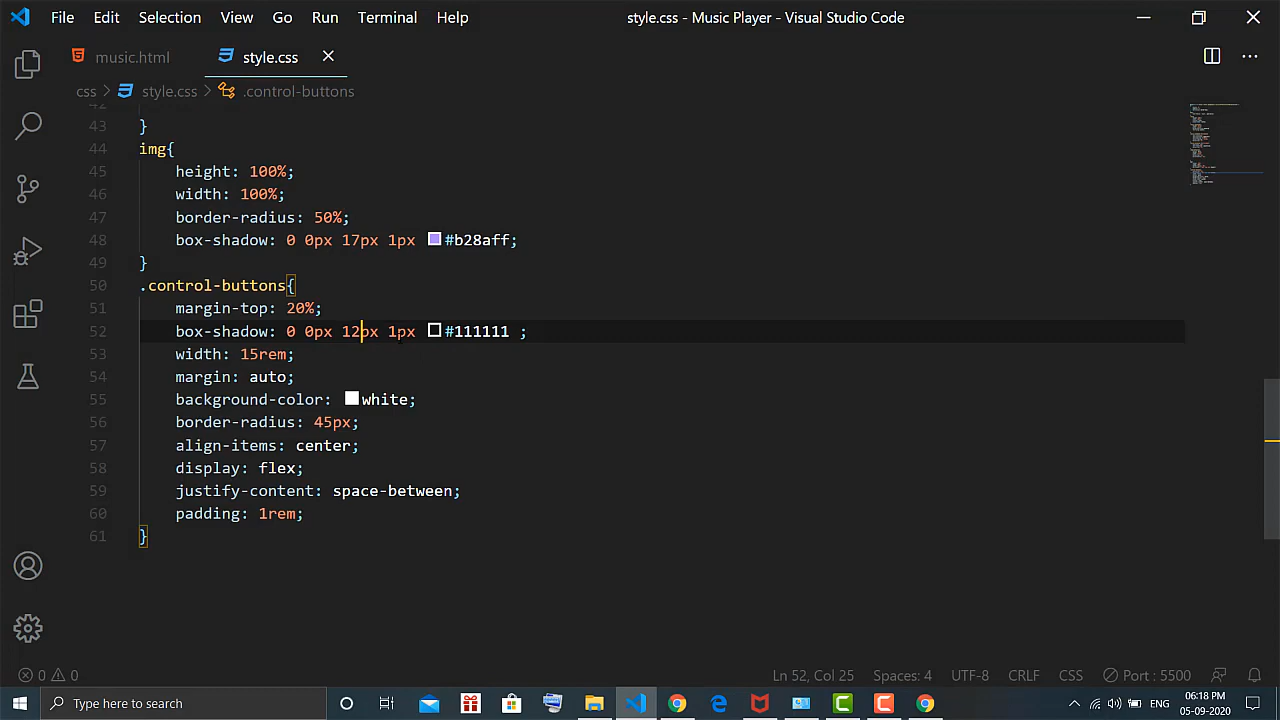 File Edit Selection View Go Run Terminal Help style.css - Music Player - Visual Studio Code
music.html style.css
css > style.css > .control-buttons
42
43 }
44 img{
45 height: 100%;
46 width: 100%;
47 border-radius: 50%;
48 box-shadow: 0 0px 17px 1px #b28aff;
49 }
50 .control-buttons{
51 margin-top: 20%;
52 box-shadow: 0 0px 12px 1px #111111 ;
53 width: 15rem;
54 margin: auto;
55 background-color: white;
56 border-radius: 45px;
57 align-items: center;
58 display: flex;
59 justify-content: space-between;
60 padding: 1rem;
61 }
0 0 Ln 52, Col 25 Spaces: 4 UTF-8 CRLF CSS Port : 5500
Type here to search ENG 06:18 PM
05-09-2020